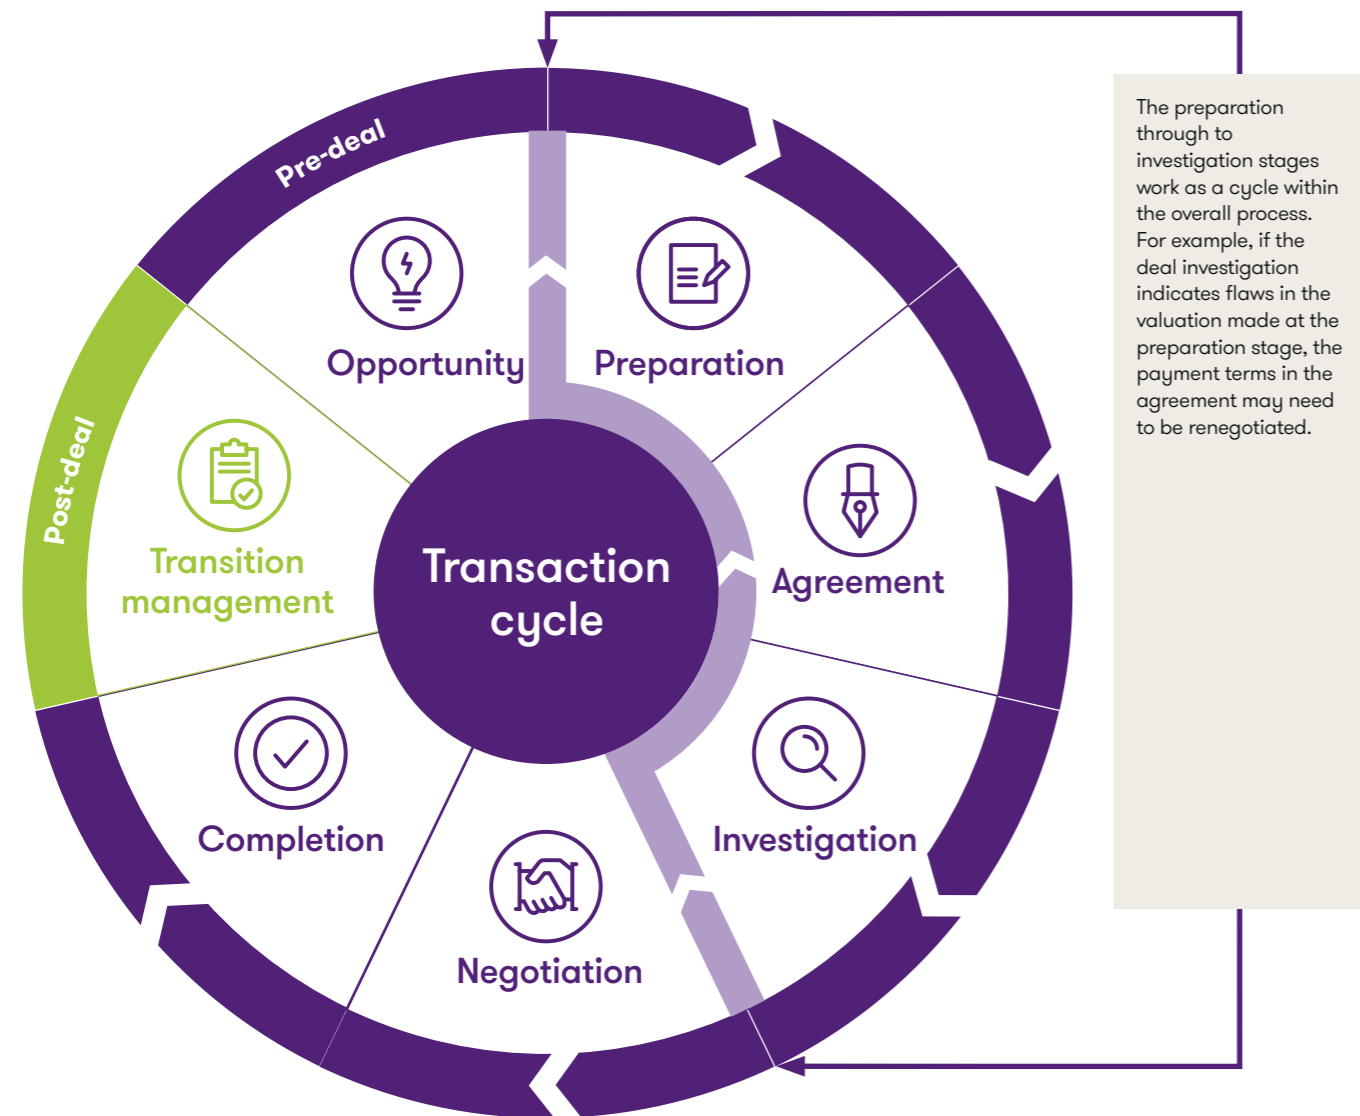 Pre-deal
Post-deal
Opportunity
Preparation
Agreement
Investigation
Negotiation
Completion
Transition
management
Transaction
cycle
The preparation
through to
investigation stages
work as a cycle within
the overall process.
For example, if the
deal investigation
indicates flaws in the
valuation made at the
preparation stage, the
payment terms in the
agreement may need
to be renegotiated.